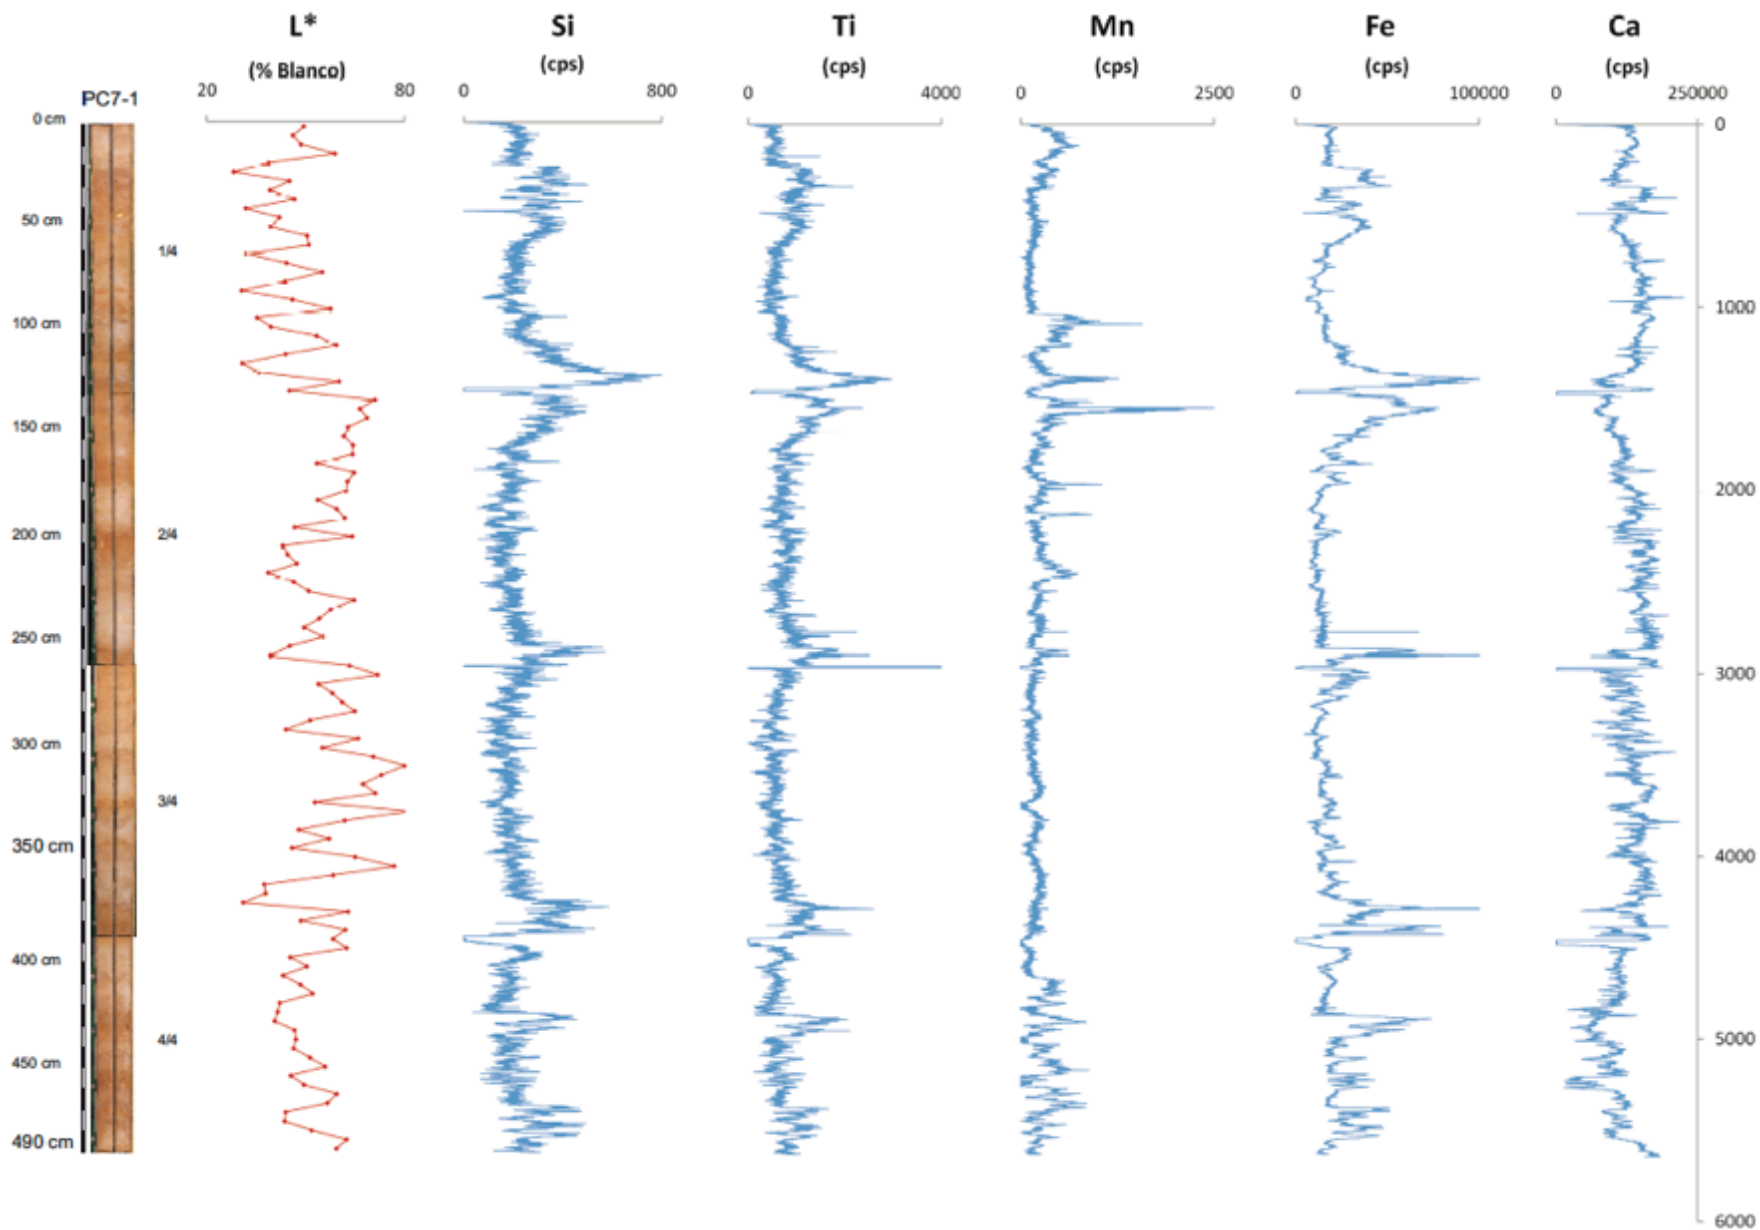 L* Si Ti Mn Fe Ca
(% Blanco) (cps) (cps) (cps) (cps) (cps)
20 80 0 800 0 4000 0 2500 0 100000 0 250000
PC7-1
0 cm 0
50 cm
1/4
1000
100 cm
150 cm
2000
200 cm 2/4
250 cm
3000
300 cm
3/4
350 cm
4000
400 cm
4/4 5000
450 cm
490 cm
6000